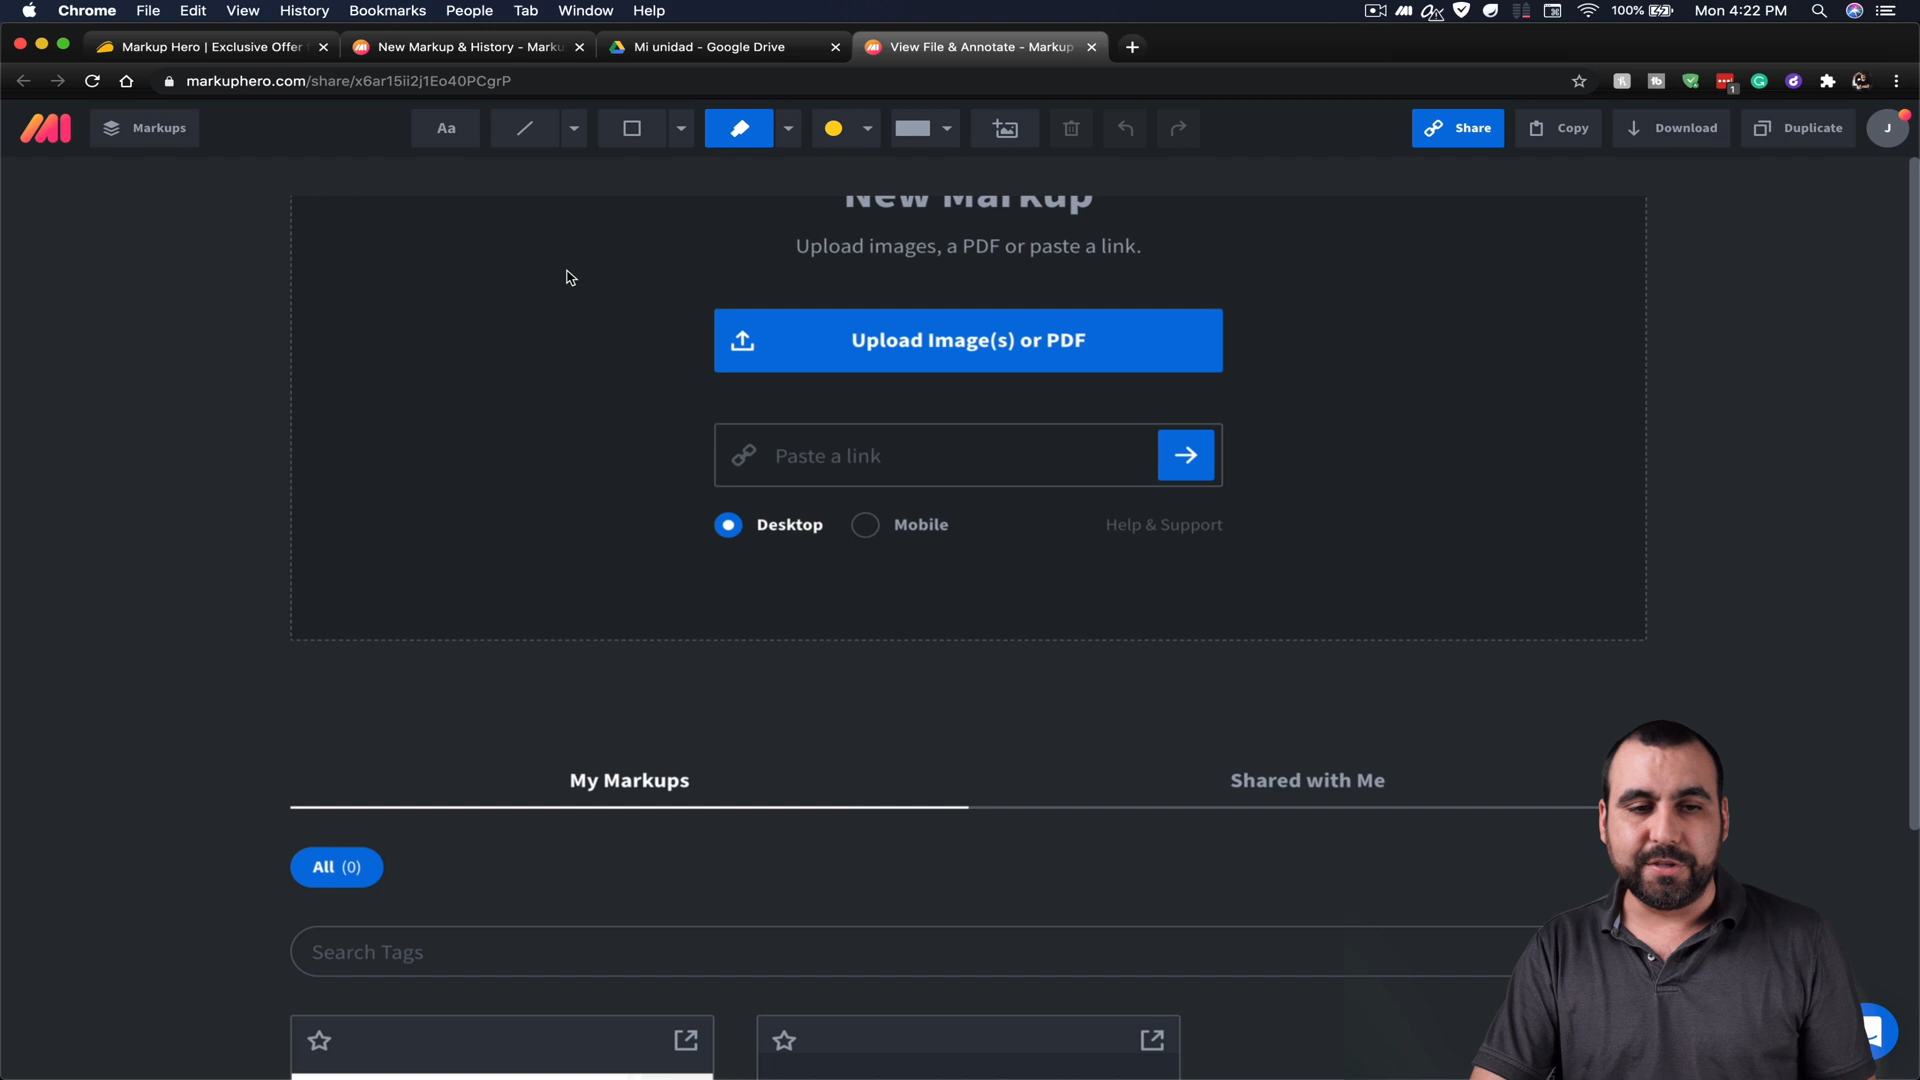 Chrome File Edit View History Bookmarks People Tab Window Help 100% Mon 4:22 PM
Markup Hero | Exclusive Offer New Markup & History - Marku Mi unidad - Google Drive View File & Annotate - Markup
markuphero.com/share/x6ar15ii2j1Eo40PCgrP
Markups Aa Share Copy Download Duplicate J
New Markup
Upload images, a PDF or paste a link.
Upload Image(s) or PDF
Paste a link
Desktop Mobile Help & Support
My Markups Shared with Me
All (0)
Search Tags